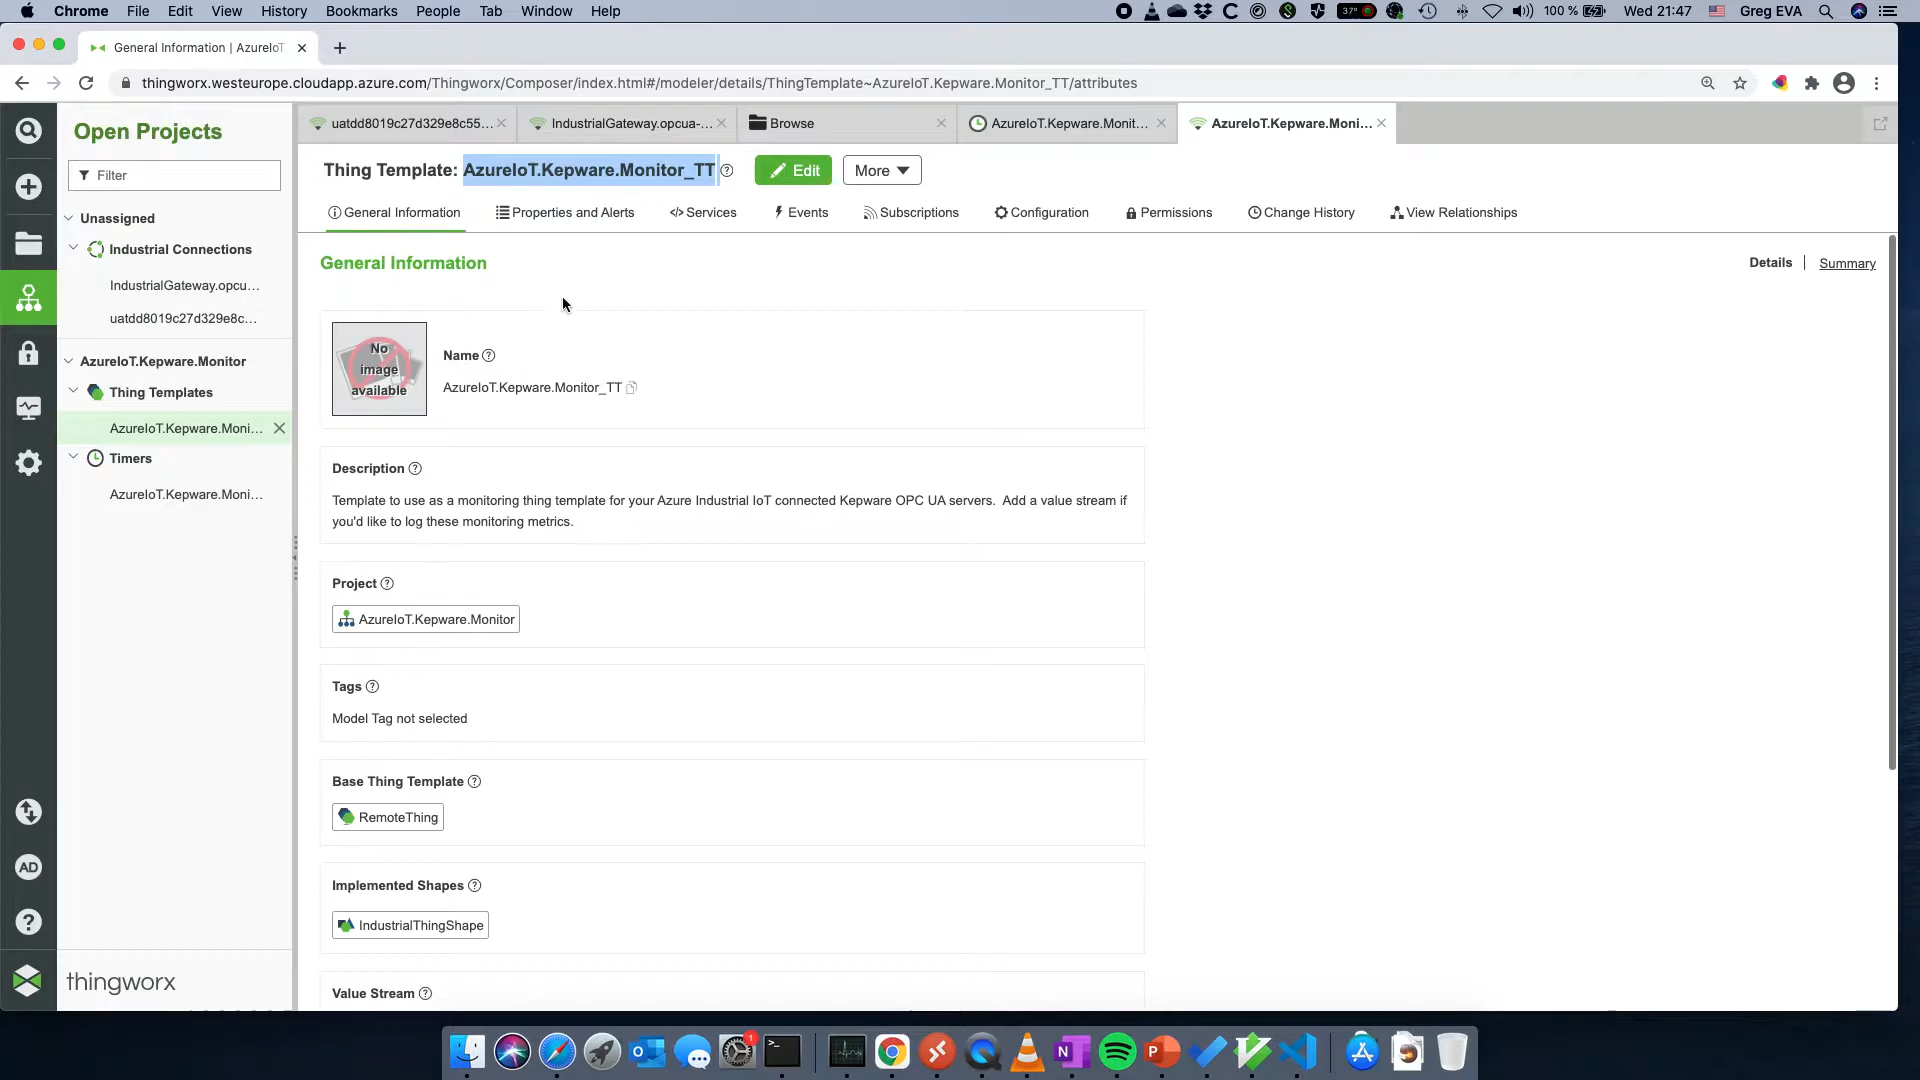 Chrome File Edit View History Bookmarks People Tab Window Help
37° 100 % Wed 21:47 Greg EVA
General Information | AzureIoT
thingworx.westeurope.cloudapp.azure.com/Thingworx/Composer/index.html#/modeler/details/ThingTemplate~AzureIoT.Kepware.Monitor_TT/attributes
Open Projects
Filter
Unassigned
Industrial Connections
IndustrialGateway.opcu...
uatdd8019c27d329e8c...
AzureIoT.Kepware.Monitor
Thing Templates
AzureIoT.Kepware.Moni...
Timers
AzureIoT.Kepware.Moni...
AD
thingworx
uatdd8019c27d329e8c55...
IndustrialGateway.opcua-...
Browse
AzureIoT.Kepware.Monit...
AzureIoT.Kepware.Moni...
Thing Template: AzureIoT.Kepware.Monitor_TT
Edit
More
General Information
Properties and Alerts
Services
Events
Subscriptions
Configuration
Permissions
Change History
View Relationships
General Information
Details | Summary
No image available
Name
AzureIoT.Kepware.Monitor_TT
Description
Template to use as a monitoring thing template for your Azure Industrial IoT connected Kepware OPC UA servers. Add a value stream if
you'd like to log these monitoring metrics.
Project
AzureIoT.Kepware.Monitor
Tags
Model Tag not selected
Base Thing Template
RemoteThing
Implemented Shapes
IndustrialThingShape
Value Stream
1